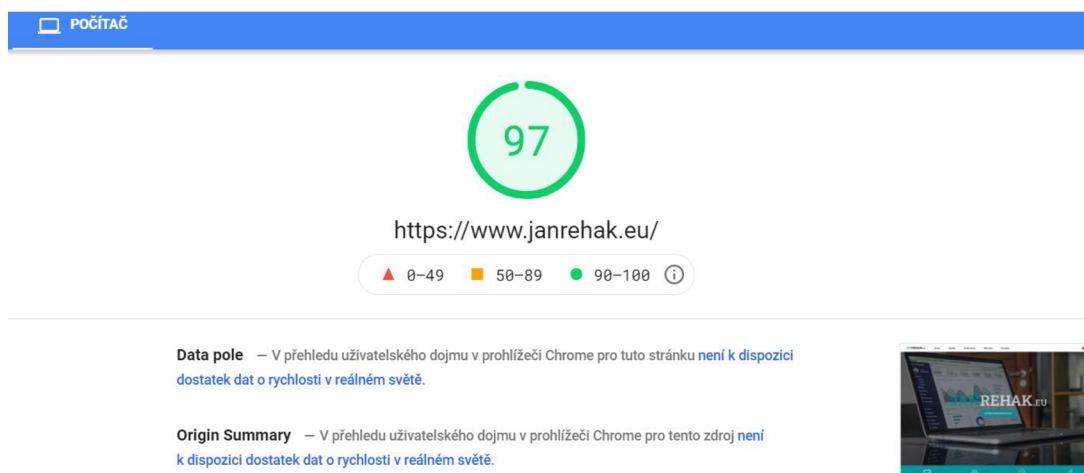 POČÍTAČ
97
https://www.janrehak.eu/
0–49 50–89 90–100
Data pole — V přehledu uživatelského dojmu v prohlížeči Chrome pro tuto stránku není k dispozici
dostatek dat o rychlosti v reálném světě.
JANREHAK.EU
Origin Summary — V přehledu uživatelského dojmu v prohlížeči Chrome pro tento zdroj není
k dispozici dostatek dat o rychlosti v reálném světě.